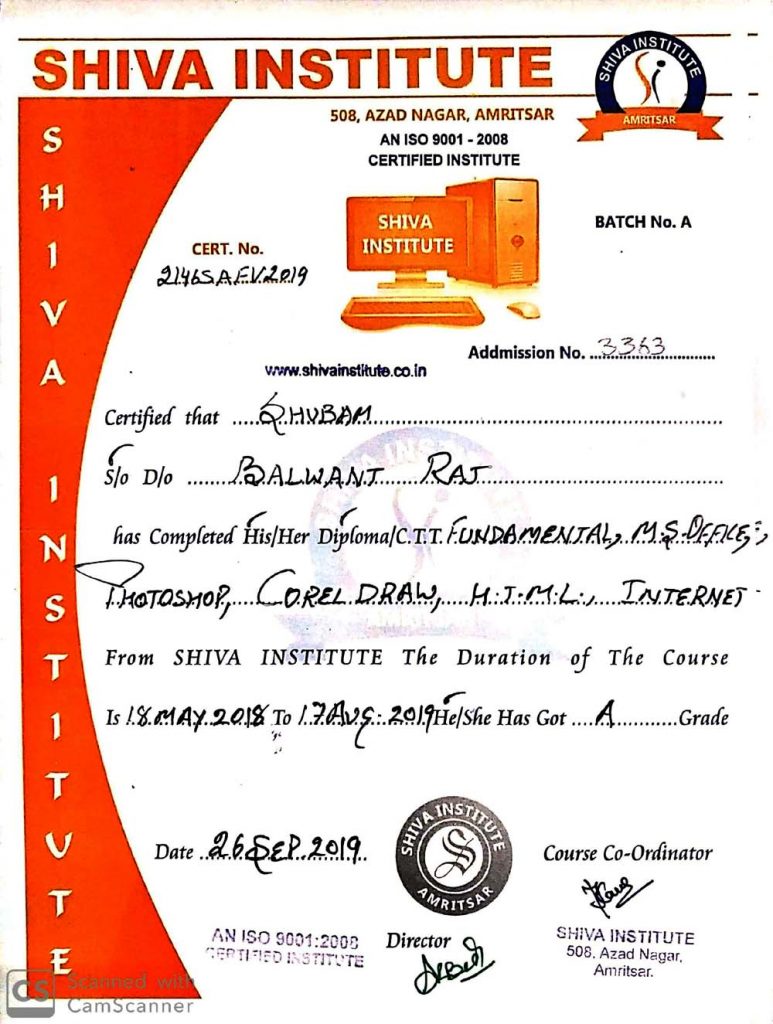 SHIVA INSTITUTE
SHIVA INSTITUTE
AMRITSAR
508, AZAD NAGAR, AMRITSAR
AN ISO 9001 - 2008
CERTIFIED INSTITUTE
SHIVA INSTITUTE
SHIVA
INSTITUTE
BATCH No. A
CERT. No.
2146SAFV2019
Addmission No. 3363
www.shivainstitute.co.in
Certified that SHUBAM
S/o D/o BALWANT RAJ
has Completed His/Her Diploma/C.T.T. FUNDAMENTAL, M.S.OFFICE,
PHOTOSHOP, COREL DRAW, H.T.M.L., INTERNET
From SHIVA INSTITUTE The Duration of The Course
Is 18.MAY.2018 To 17 AUG. 2019 He/She Has Got A Grade
Date 26 SEP. 2019
SHIVA INSTITUTE
AMRITSAR
Course Co-Ordinator
AN ISO 9001:2008
CERTIFIED INSTITUTE
Director
SHIVA INSTITUTE
508, Azad Nagar,
Amritsar.
CS Scanned with
CamScanner